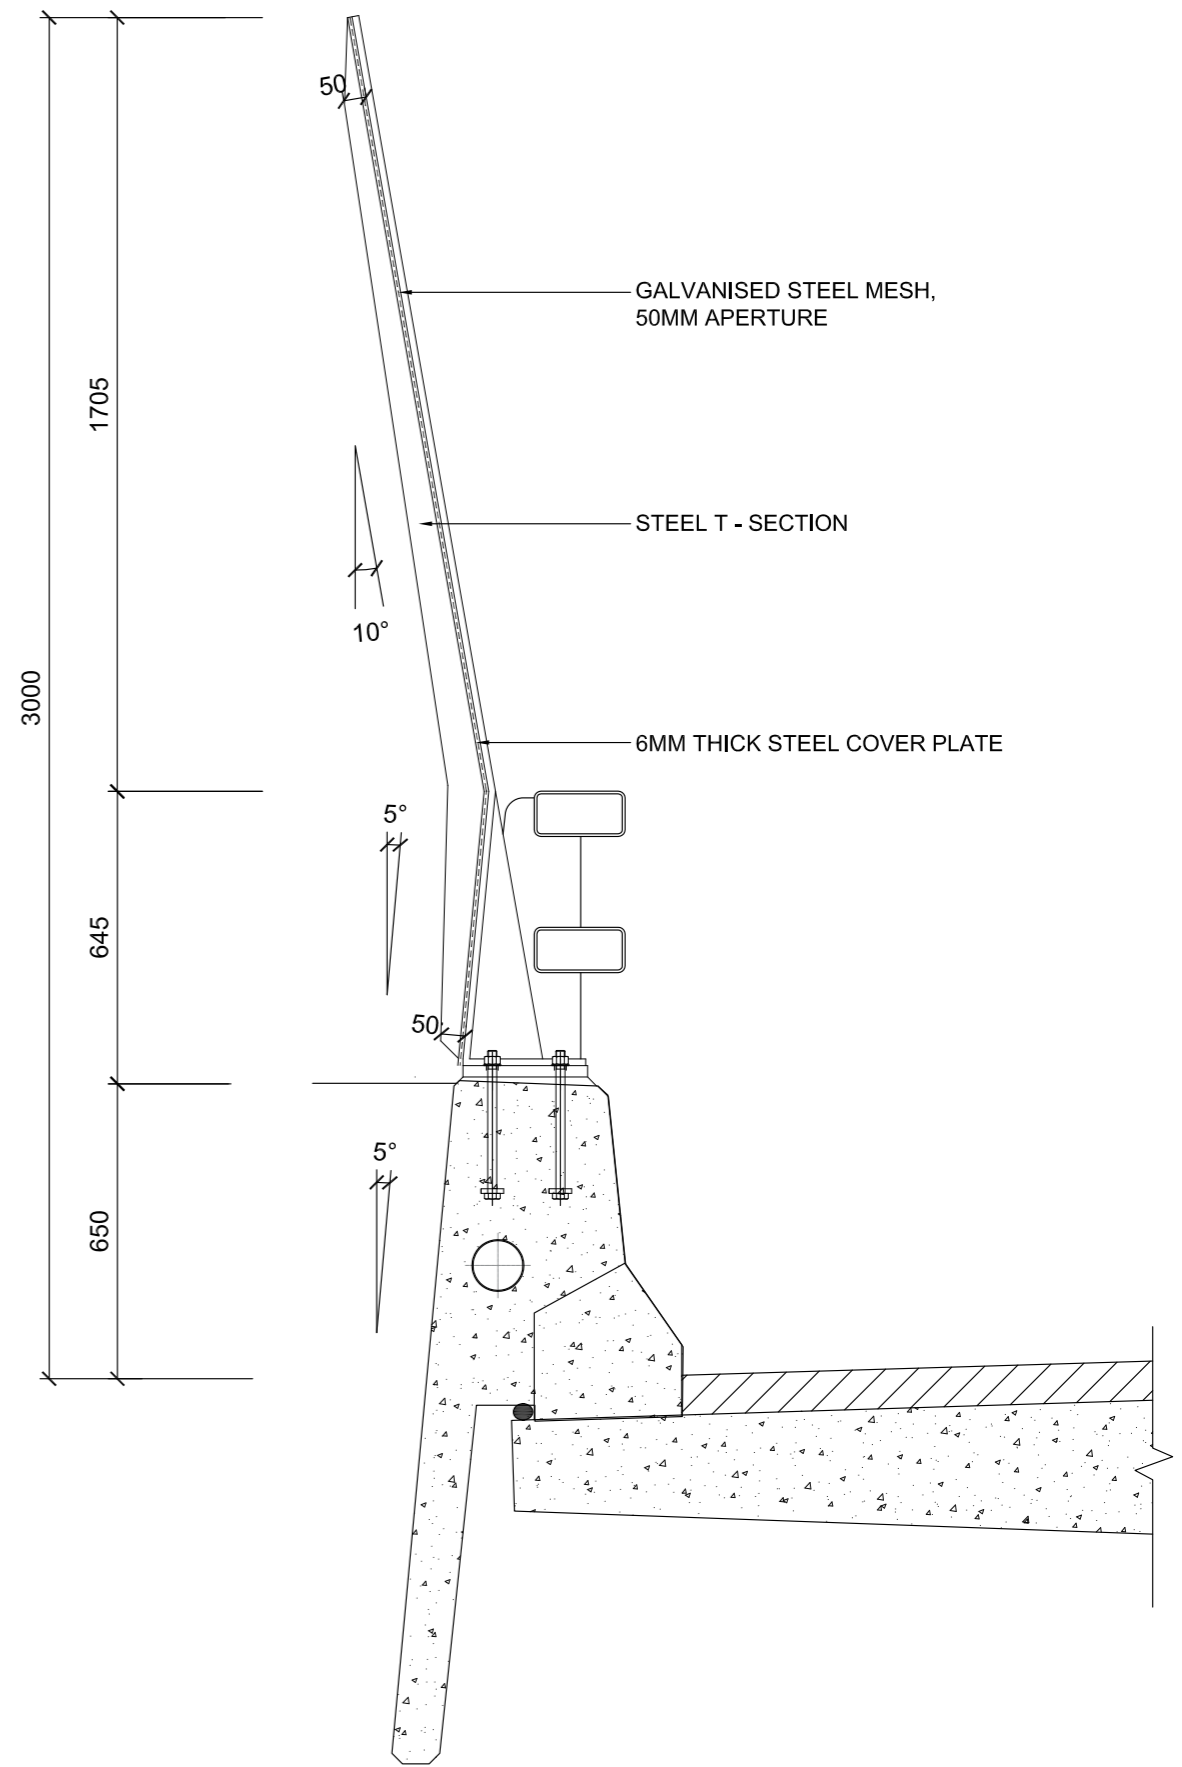 50
GALVANISED STEEL MESH,
50MM APERTURE
1705
STEEL T - SECTION
10°
3000
6MM THICK STEEL COVER PLATE
5°
645
50
5°
650